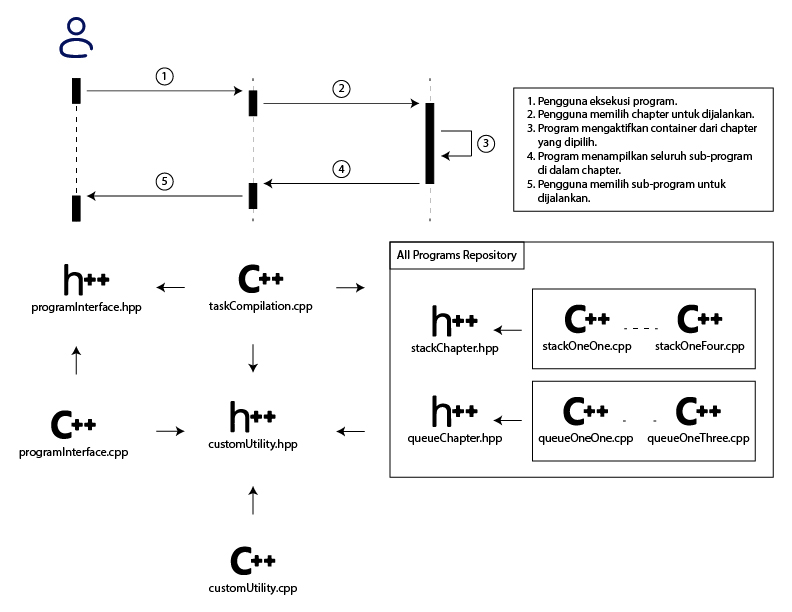 1
2
3
4
5
1. Pengguna eksekusi program.
2. Pengguna memilih chapter untuk dijalankan.
3. Program mengaktifkan container dari chapter
yang dipilih.
4. Program menampilkan seluruh sub-program
di dalam chapter.
5. Pengguna memilih sub-program untuk
dijalankan.
h++
programInterface.hpp
C++
taskCompilation.cpp
All Programs Repository
h++
stackChapter.hpp
C++
stackOneOne.cpp
C++
stackOneFour.cpp
C++
programInterface.cpp
h++
customUtility.hpp
h++
queueChapter.hpp
C++
queueOneOne.cpp
C++
queueOneThree.cpp
C++
customUtility.cpp